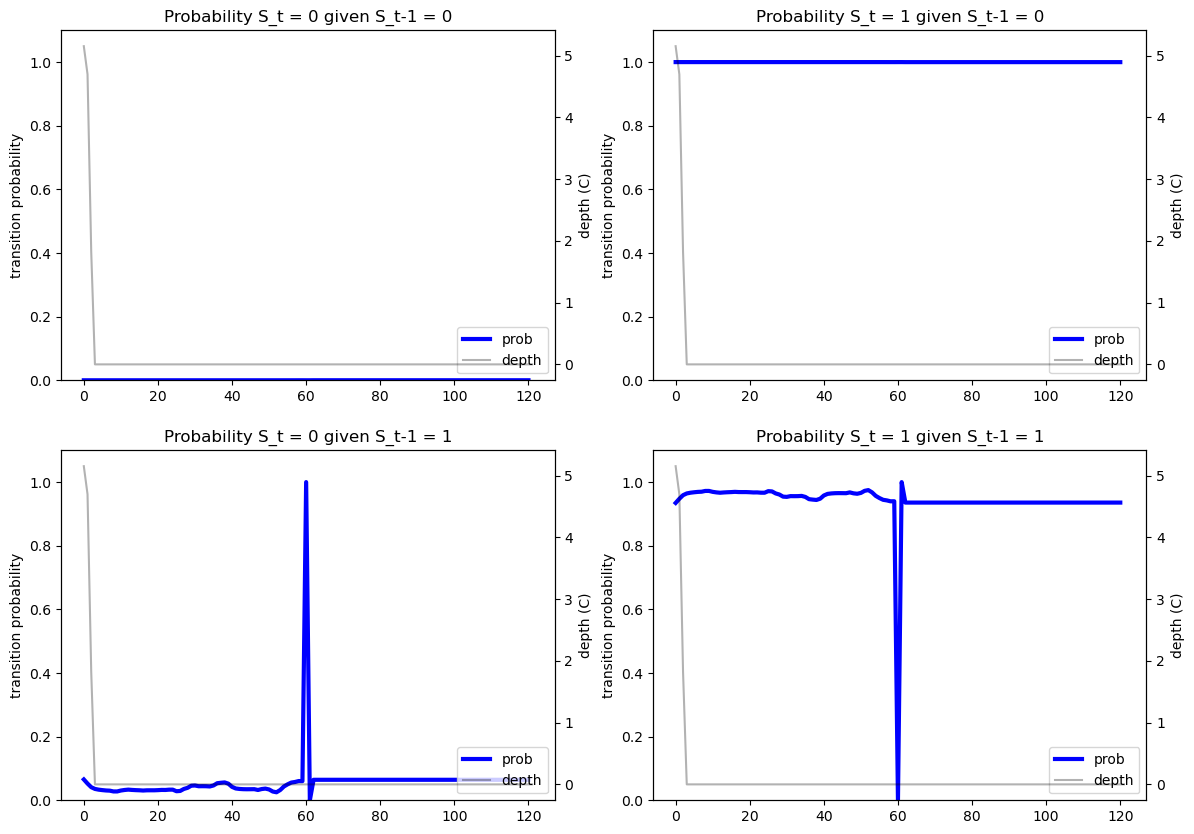 Probability S_t = 0 given S_t-1 = 0
transition probability
1.0
0.8
0.6
0.4
0.2
0.0
5
4
3
2
1
0
depth (C)
prob
depth
0 20 40 60 80 100 120
Probability S_t = 1 given S_t-1 = 0
transition probability
1.0
0.8
0.6
0.4
0.2
0.0
5
4
3
2
1
0
depth (C)
prob
depth
0 20 40 60 80 100 120
Probability S_t = 0 given S_t-1 = 1
transition probability
1.0
0.8
0.6
0.4
0.2
0.0
5
4
3
2
1
0
depth (C)
prob
depth
0 20 40 60 80 100 120
Probability S_t = 1 given S_t-1 = 1
transition probability
1.0
0.8
0.6
0.4
0.2
0.0
5
4
3
2
1
0
depth (C)
prob
depth
0 20 40 60 80 100 120